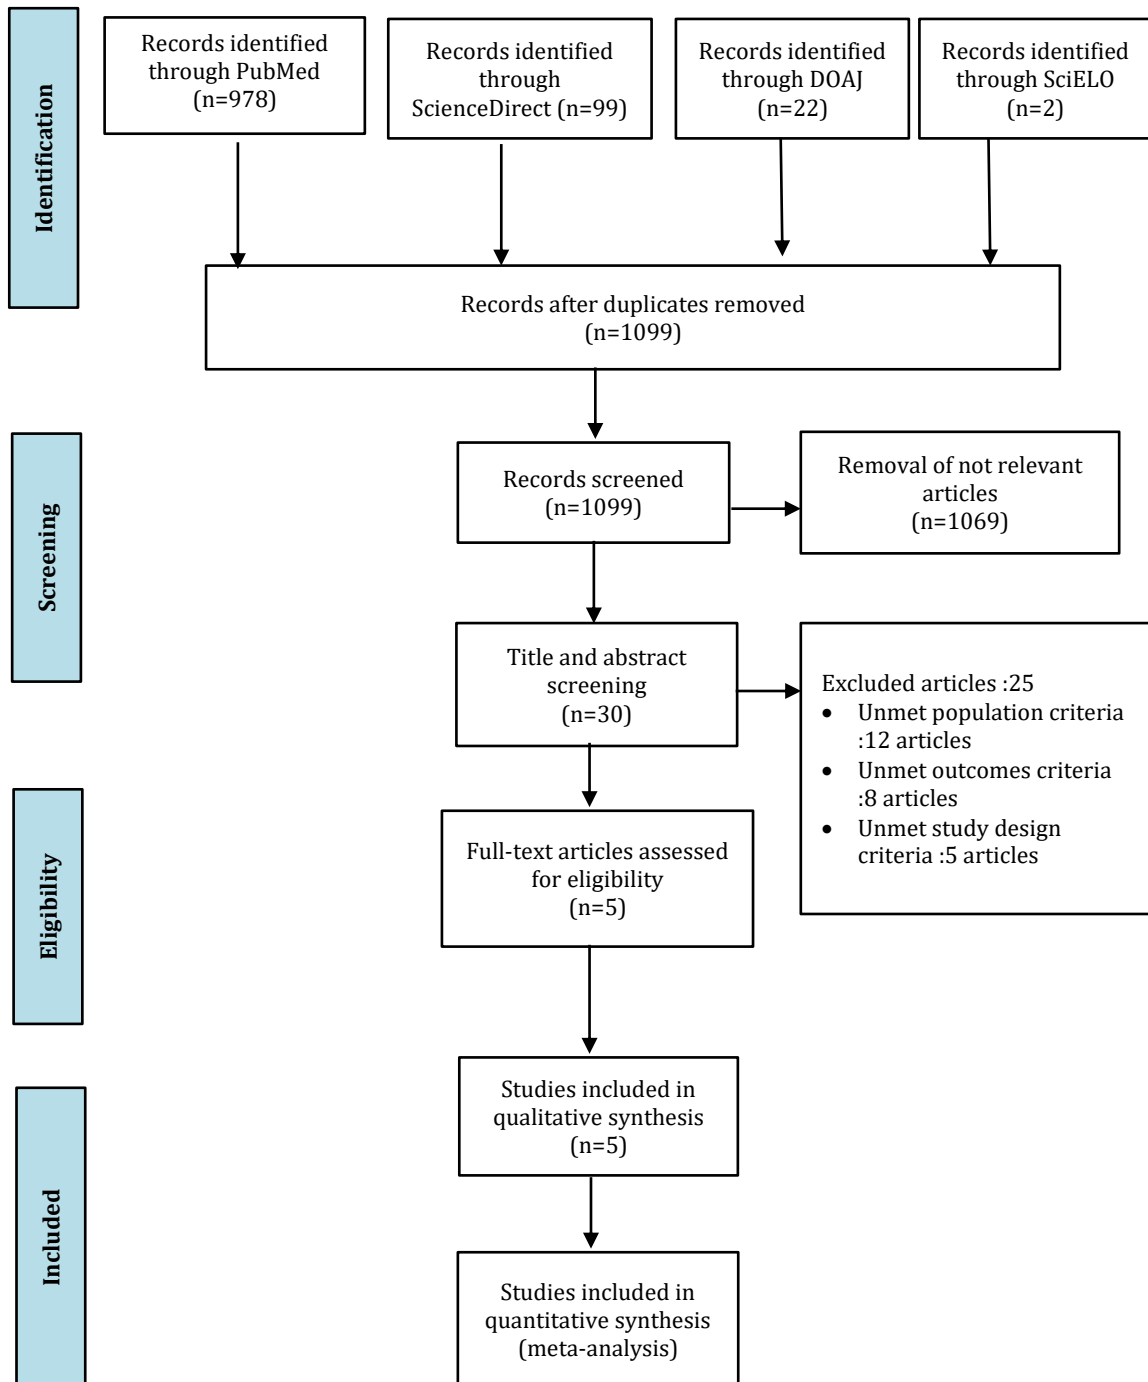 Identification
Records identified
through PubMed
(n=978)
Records identified
through
ScienceDirect (n=99)
Records identified
through DOAJ
(n=22)
Records identified
through SciELO
(n=2)
Records after duplicates removed
(n=1099)
Screening
Records screened
(n=1099)
Removal of not relevant
articles
(n=1069)
Title and abstract
screening
(n=30)
Excluded articles :25
• Unmet population criteria
:12 articles
• Unmet outcomes criteria
:8 articles
• Unmet study design
criteria :5 articles
Eligibility
Full-text articles assessed
for eligibility
(n=5)
Included
Studies included in
qualitative synthesis
(n=5)
Studies included in
quantitative synthesis
(meta-analysis)